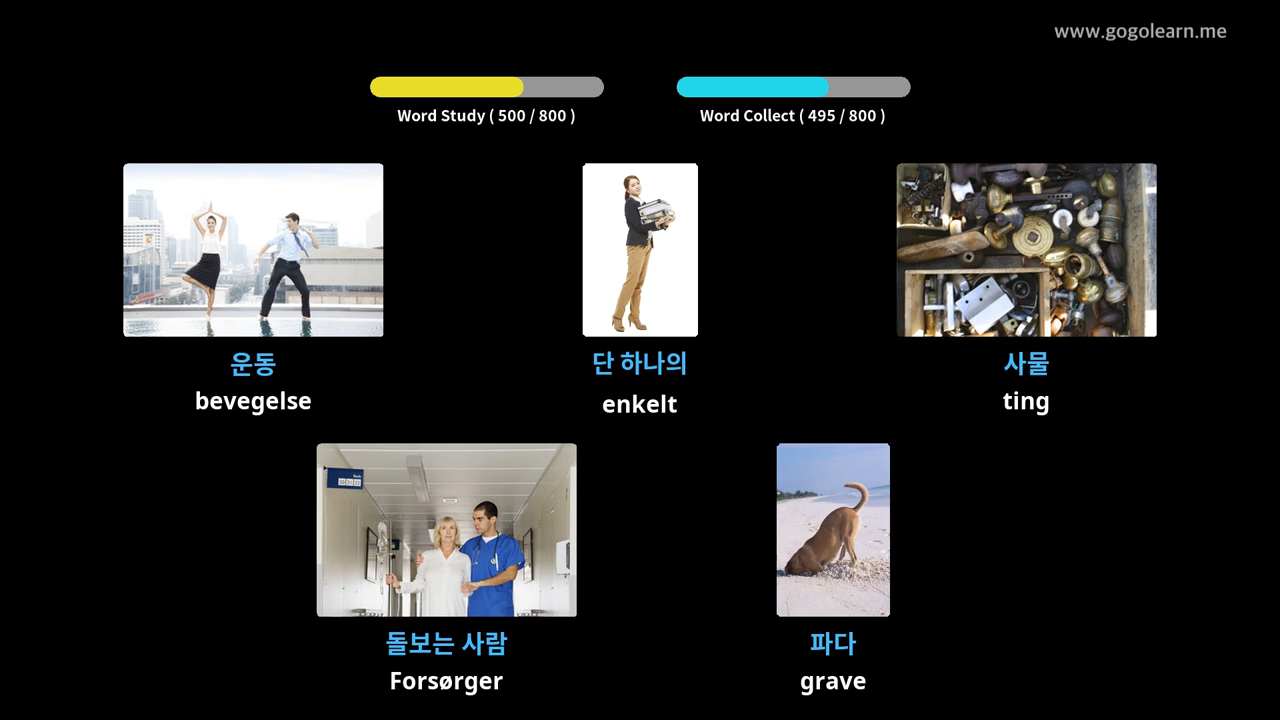 www.gogolearn.me
Word Study ( 500 / 800 )
Word Collect ( 495 / 800 )
운동
bevegelse
단 하나의
enkelt
사물
ting
돌보는 사람
Forsørger
파다
grave